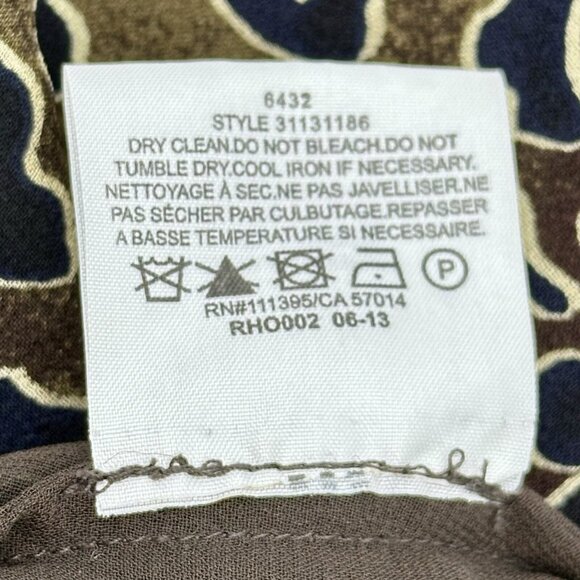 6432
STYLE 31131186
DRY CLEAN.DO NOT BLEACH.DO NOT
TUMBLE DRY.COOL IRON IF NECESSARY.
NETTOYAGE À SEC.NE PAS JAVELLISER.NE
PAS SÉCHER PAR CULBUTAGE.REPASSER
A BASSE TEMPERATURE SI NECESSAIRE.
P
RN#111395/CA 57014
RHO002 06-13